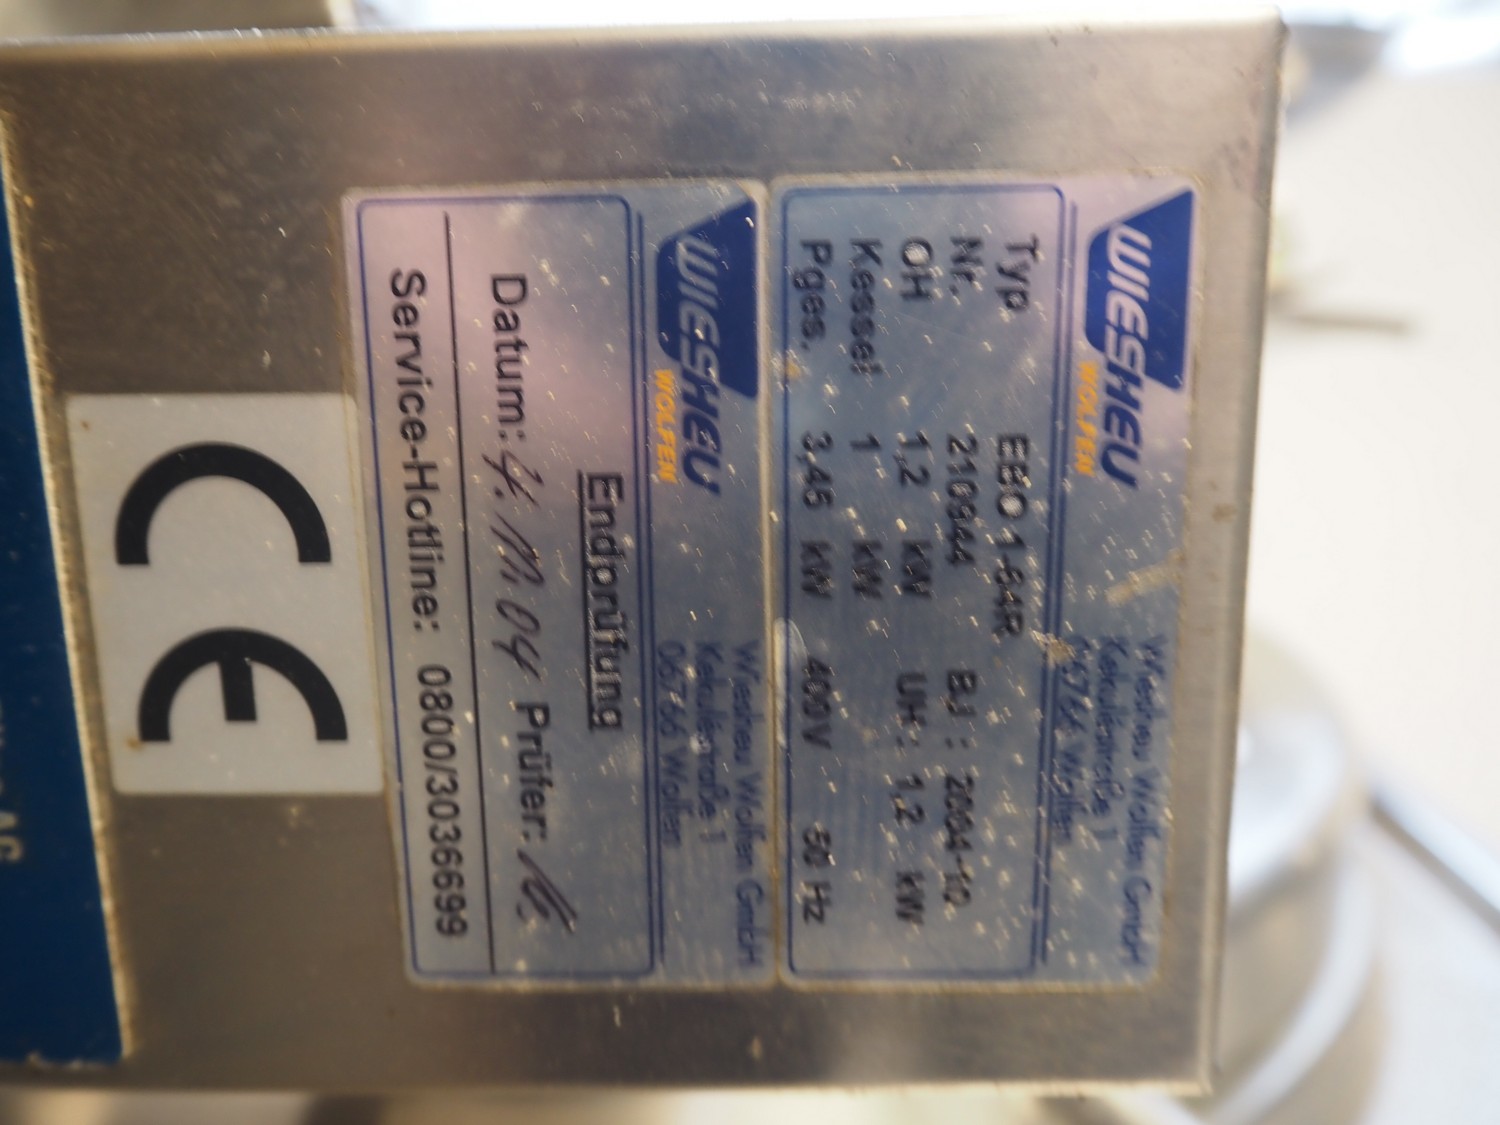 WIESHEU
WOLFEN
Wiesheu Wolfen GmbH
Kekuléstraße 1
06766 Wolfen
Typ EBO 1-64R
Nr. 210944 BJ: 2004-10
OH 1,2 kW UH: 1,2 kW
Kessel 1 kW
Pges. 3,45 kW 400V 50 Hz
WIESHEU
WOLFEN
Wiesheu Wolfen GmbH
Kekuléstraße 1
06766 Wolfen
Endprüfung
Datum: Prüfer:
Service-Hotline: 0800/3036699
CE